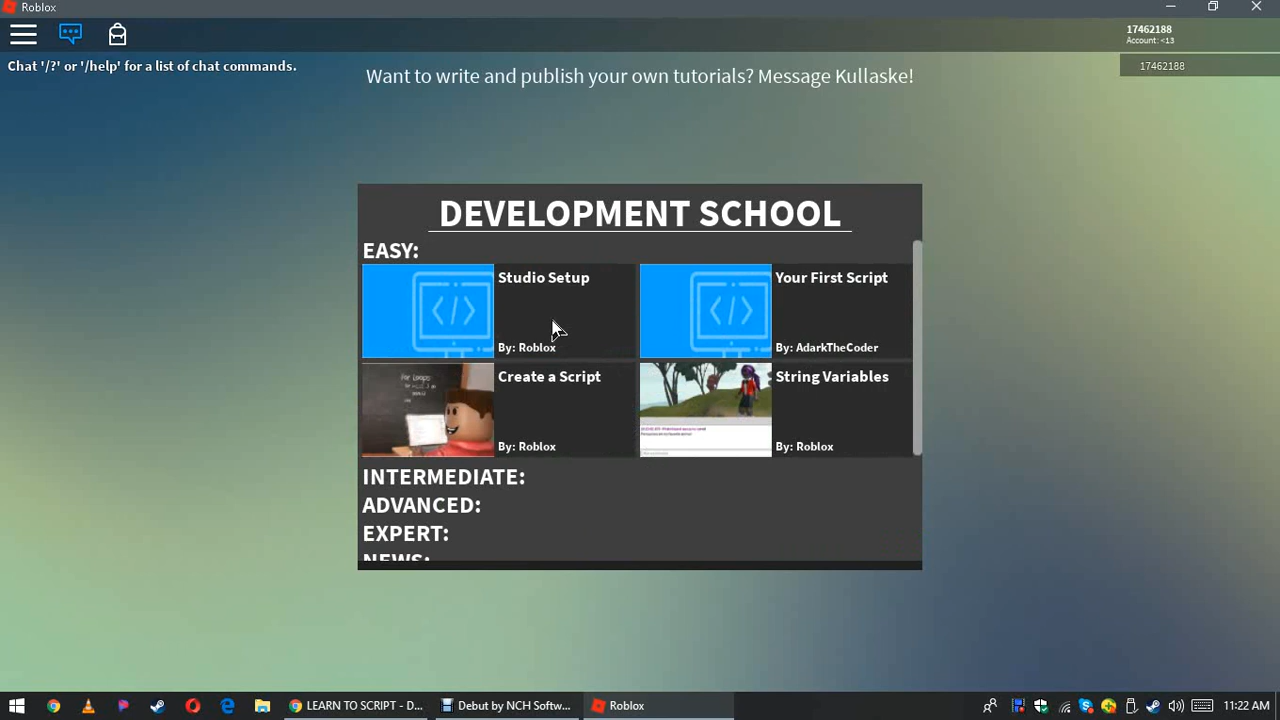 Roblox
17462188
Account: <13
Chat '/?' or '/help' for a list of chat commands.
17462188
Want to write and publish your own tutorials? Message Kullaske!
DEVELOPMENT SCHOOL
EASY:
Studio Setup
By: Roblox
Your First Script
By: AdarkTheCoder
For Loops
Create a Script
By: Roblox
String Variables
By: Roblox
INTERMEDIATE:
ADVANCED:
EXPERT:
NEWS:
LEARN TO SCRIPT - D...
Debut by NCH Softw...
Roblox
11:22 AM